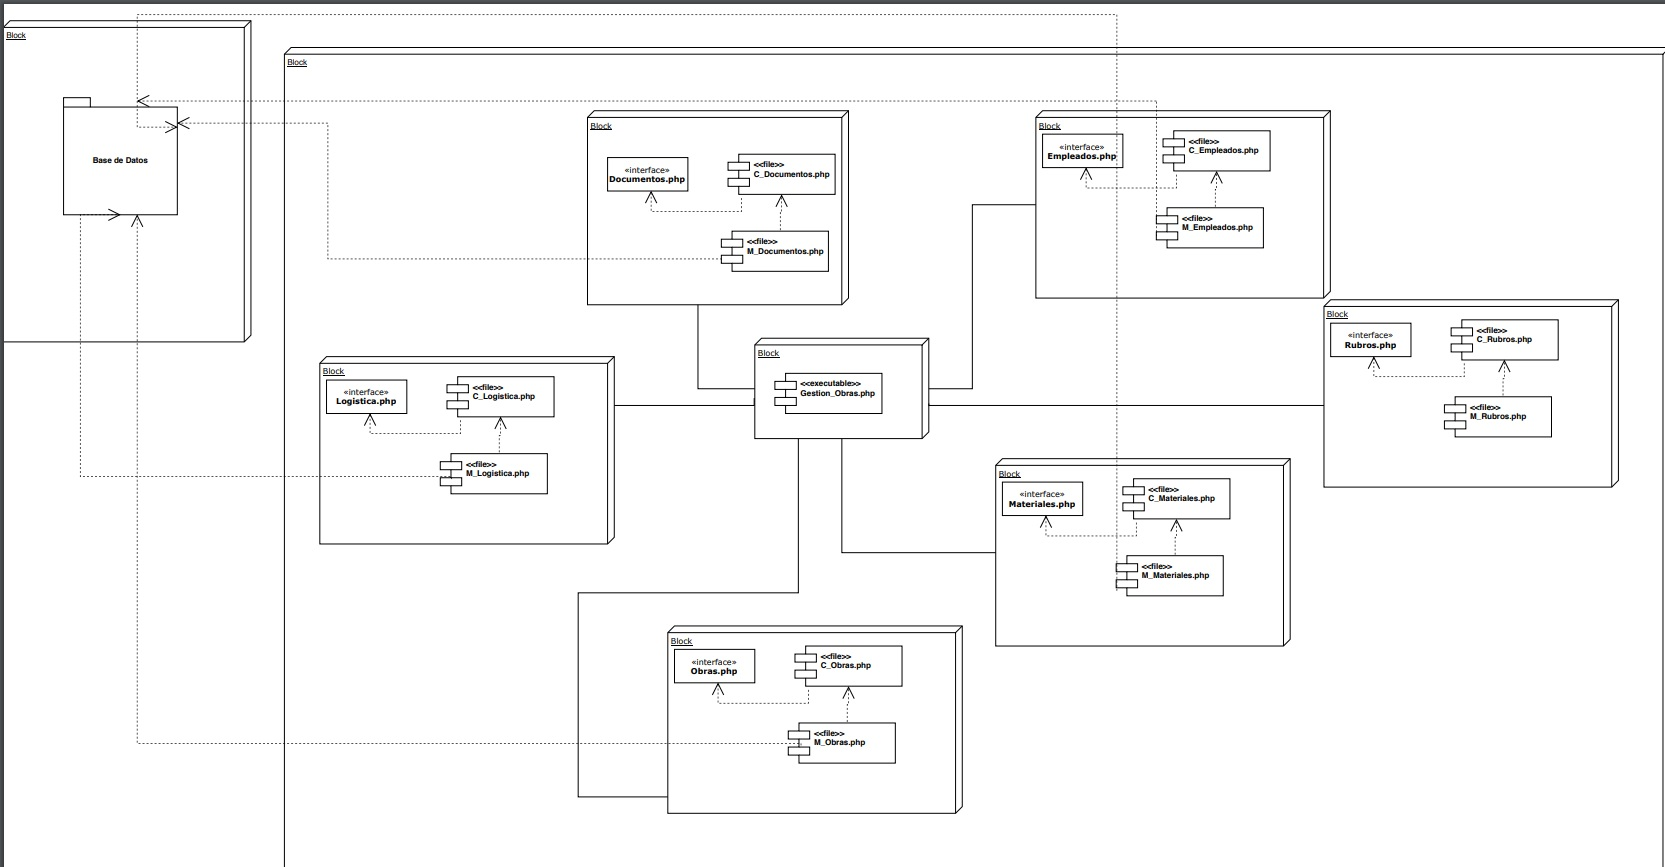 Block
Base de Datos
Block
Block
«interface»
Documentos.php
<<file>>
C_Documentos.php
<<file>>
M_Documentos.php
Block
«interface»
Empleados.php
<<file>>
C_Empleados.php
<<file>>
M_Empleados.php
Block
«interface»
Rubros.php
<<file>>
C_Rubros.php
<<file>>
M_Rubros.php
Block
<<executable>>
Gestion_Obras.php
Block
«interface»
Logistica.php
<<file>>
C_Logistica.php
<<file>>
M_Logistica.php
Block
«interface»
Materiales.php
<<file>>
C_Materiales.php
<<file>>
M_Materiales.php
Block
«interface»
Obras.php
<<file>>
C_Obras.php
<<file>>
M_Obras.php